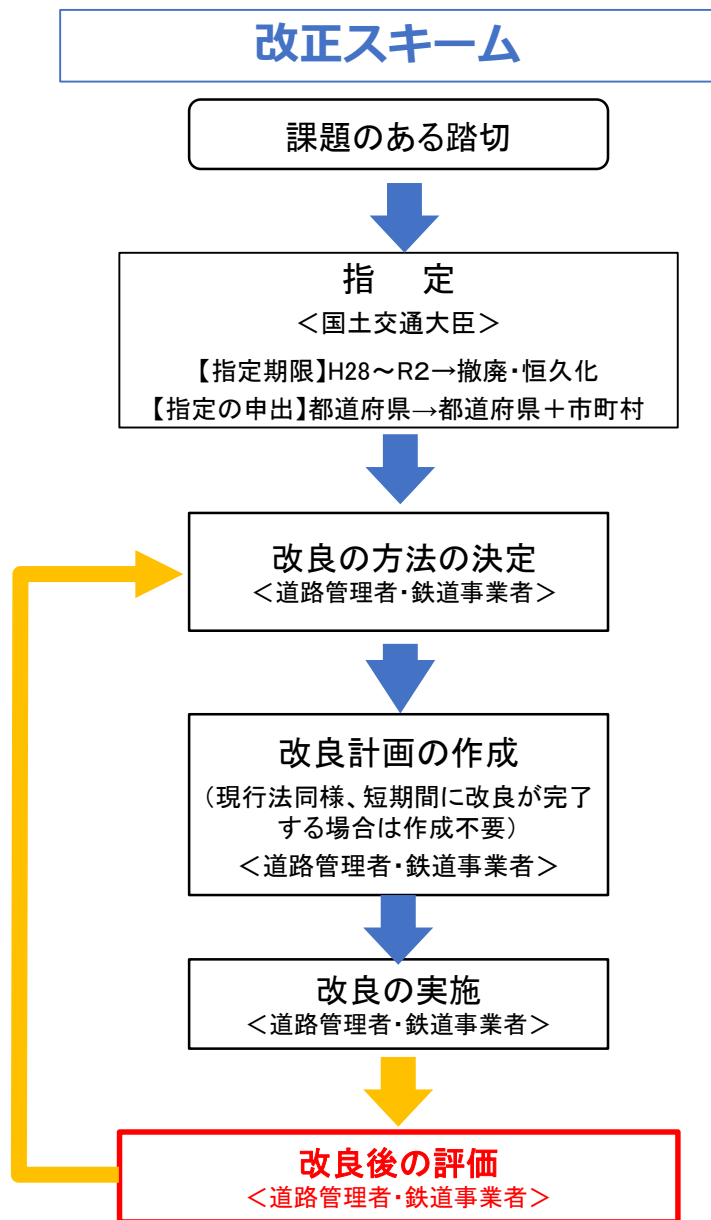 改正スキーム
課題のある踏切
指　定
＜国土交通大臣＞
【指定期限】H28～R2→撤廃・恒久化
【指定の申出】都道府県→都道府県＋市町村
改良の方法の決定
＜道路管理者・鉄道事業者＞
改良計画の作成
（現行法同様、短期間に改良が完了
する場合は作成不要）
＜道路管理者・鉄道事業者＞
改良の実施
＜道路管理者・鉄道事業者＞
改良後の評価
＜道路管理者・鉄道事業者＞